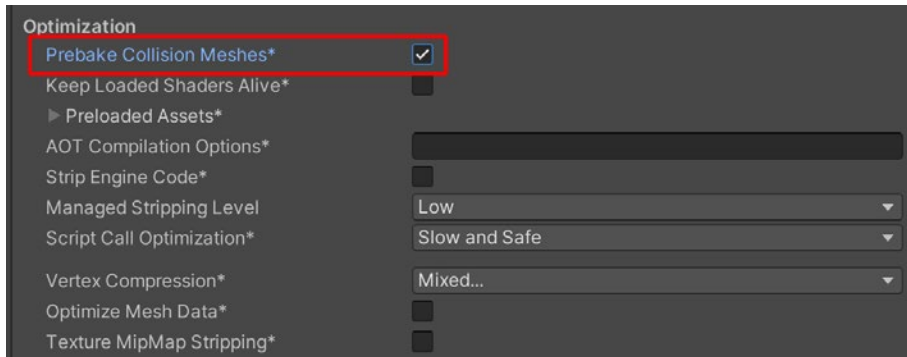 Optimization
Prebake Collision Meshes*
Keep Loaded Shaders Alive*
Preloaded Assets*
AOT Compilation Options*
Strip Engine Code*
Managed Stripping Level Low
Script Call Optimization* Slow and Safe
Vertex Compression* Mixed...
Optimize Mesh Data*
Texture MipMap Stripping*